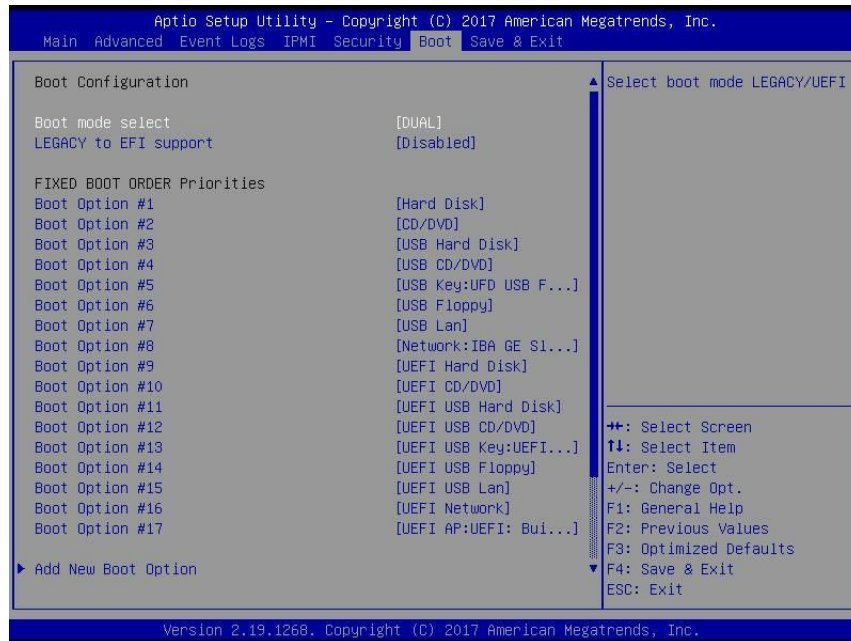 Aptio Setup Utility – Copyright (C) 2017 American Megatrends, Inc.
Main Advanced Event Logs IPMI Security Boot Save & Exit
Boot Configuration
Boot mode select [DUAL]
LEGACY to EFI support [Disabled]
FIXED BOOT ORDER Priorities
Boot Option #1 [Hard Disk]
Boot Option #2 [CD/DVD]
Boot Option #3 [USB Hard Disk]
Boot Option #4 [USB CD/DVD]
Boot Option #5 [USB Key:UFD USB F...]
Boot Option #6 [USB Floppy]
Boot Option #7 [USB Lan]
Boot Option #8 [Network:IBA GE Sl...]
Boot Option #9 [UEFI Hard Disk]
Boot Option #10 [UEFI CD/DVD]
Boot Option #11 [UEFI USB Hard Disk]
Boot Option #12 [UEFI USB CD/DVD]
Boot Option #13 [UEFI USB Key:UEFI...]
Boot Option #14 [UEFI USB Floppy]
Boot Option #15 [UEFI USB Lan]
Boot Option #16 [UEFI Network]
Boot Option #17 [UEFI AP:UEFI: Bui...]
Add New Boot Option
Select boot mode LEGACY/UEFI
→←: Select Screen
↑↓: Select Item
Enter: Select
+/-: Change Opt.
F1: General Help
F2: Previous Values
F3: Optimized Defaults
F4: Save & Exit
ESC: Exit
Version 2.19.1268. Copyright (C) 2017 American Megatrends, Inc.